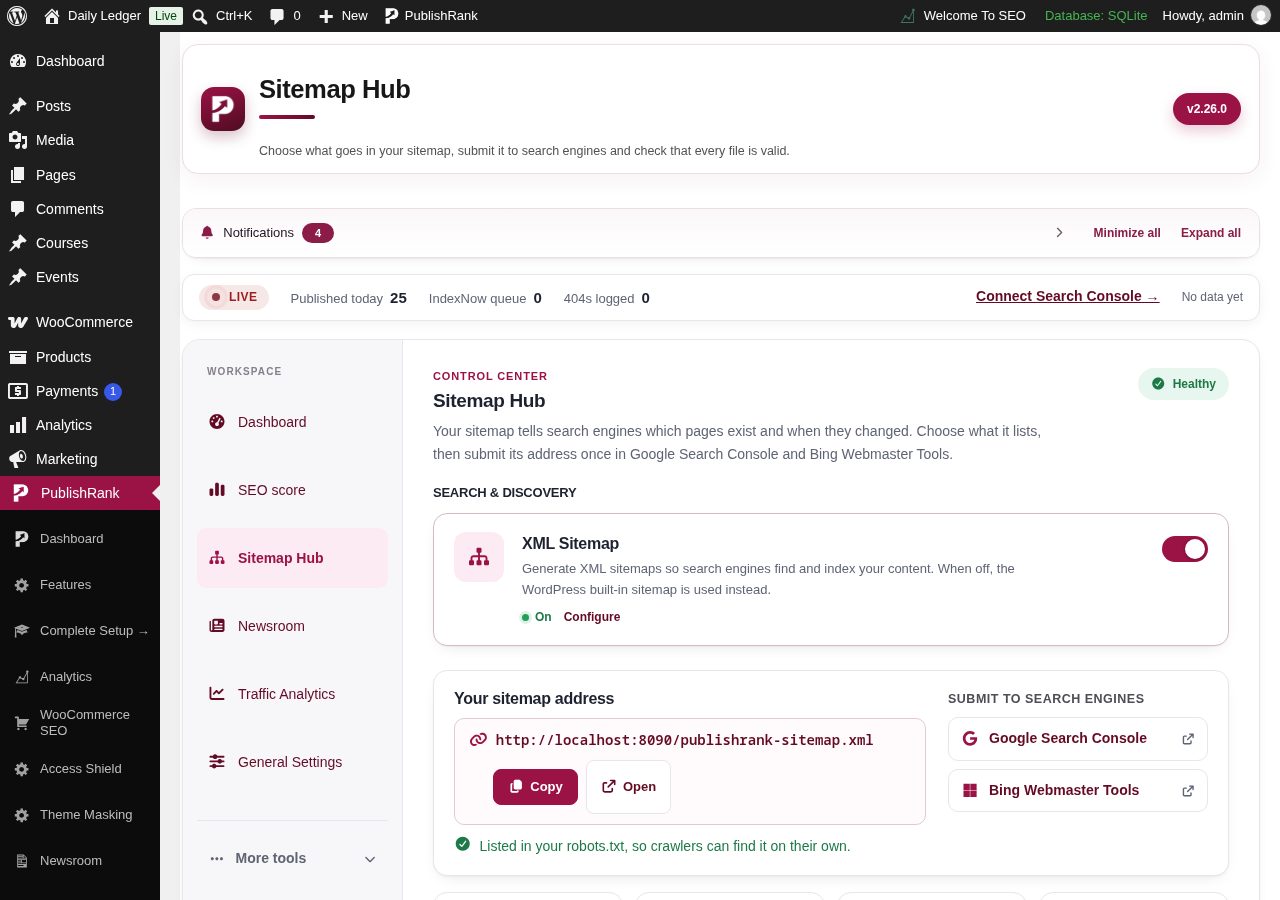 Daily Ledger Live Ctrl+K 0 New PublishRank Welcome To SEO Database: SQLite Howdy, admin
Dashboard
Posts
Media
Pages
Comments
Courses
Events
WooCommerce
Products
Payments 1
Analytics
Marketing
PublishRank
Dashboard
Features
Complete Setup →
Analytics
WooCommerce
SEO
Access Shield
Theme Masking
Newsroom
Sitemap Hub
v2.26.0
Choose what goes in your sitemap, submit it to search engines and check that every file is valid.
Notifications 4 Minimize all Expand all
LIVE Published today 25 IndexNow queue 0 404s logged 0 Connect Search Console → No data yet
WORKSPACE
Dashboard
SEO score
Sitemap Hub
Newsroom
Traffic Analytics
General Settings
More tools
CONTROL CENTER
Healthy
Sitemap Hub
Your sitemap tells search engines which pages exist and when they changed. Choose what it lists,
then submit its address once in Google Search Console and Bing Webmaster Tools.
SEARCH & DISCOVERY
XML Sitemap
Generate XML sitemaps so search engines find and index your content. When off, the
WordPress built-in sitemap is used instead.
On Configure
Your sitemap address
http://localhost:8090/publishrank-sitemap.xml
Copy Open
Listed in your robots.txt, so crawlers can find it on their own.
SUBMIT TO SEARCH ENGINES
Google Search Console
Bing Webmaster Tools